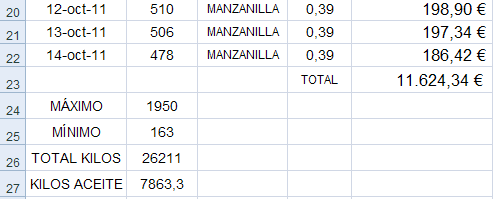 20 12-oct-11 510 MANZANILLA 0,39 198,90 €
21 13-oct-11 506 MANZANILLA 0,39 197,34 €
22 14-oct-11 478 MANZANILLA 0,39 186,42 €
23 TOTAL 11.624,34 €
24 MÁXIMO 1950
25 MÍNIMO 163
26 TOTAL KILOS 26211
27 KILOS ACEITE 7863,3